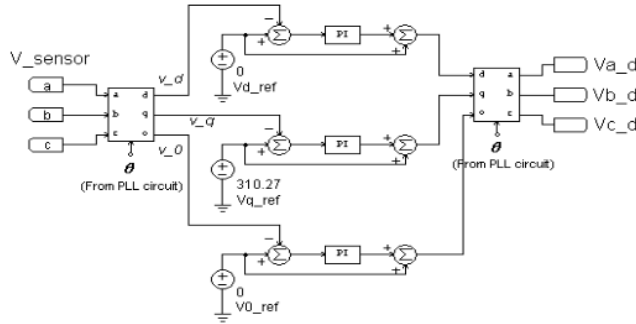 V_sensor
a
b
c
a
b
c
d
q
o
θ
(From PLL circuit)
v_d
v_q
v_0
−
+
Σ
PI
+
+
Σ
+
−
0
Vd_ref
−
+
Σ
PI
+
+
Σ
+
−
310.27
Vq_ref
−
+
Σ
PI
+
+
Σ
+
−
0
V0_ref
d
q
o
a
b
c
θ
(From PLL circuit)
Va_d
Vb_d
Vc_d